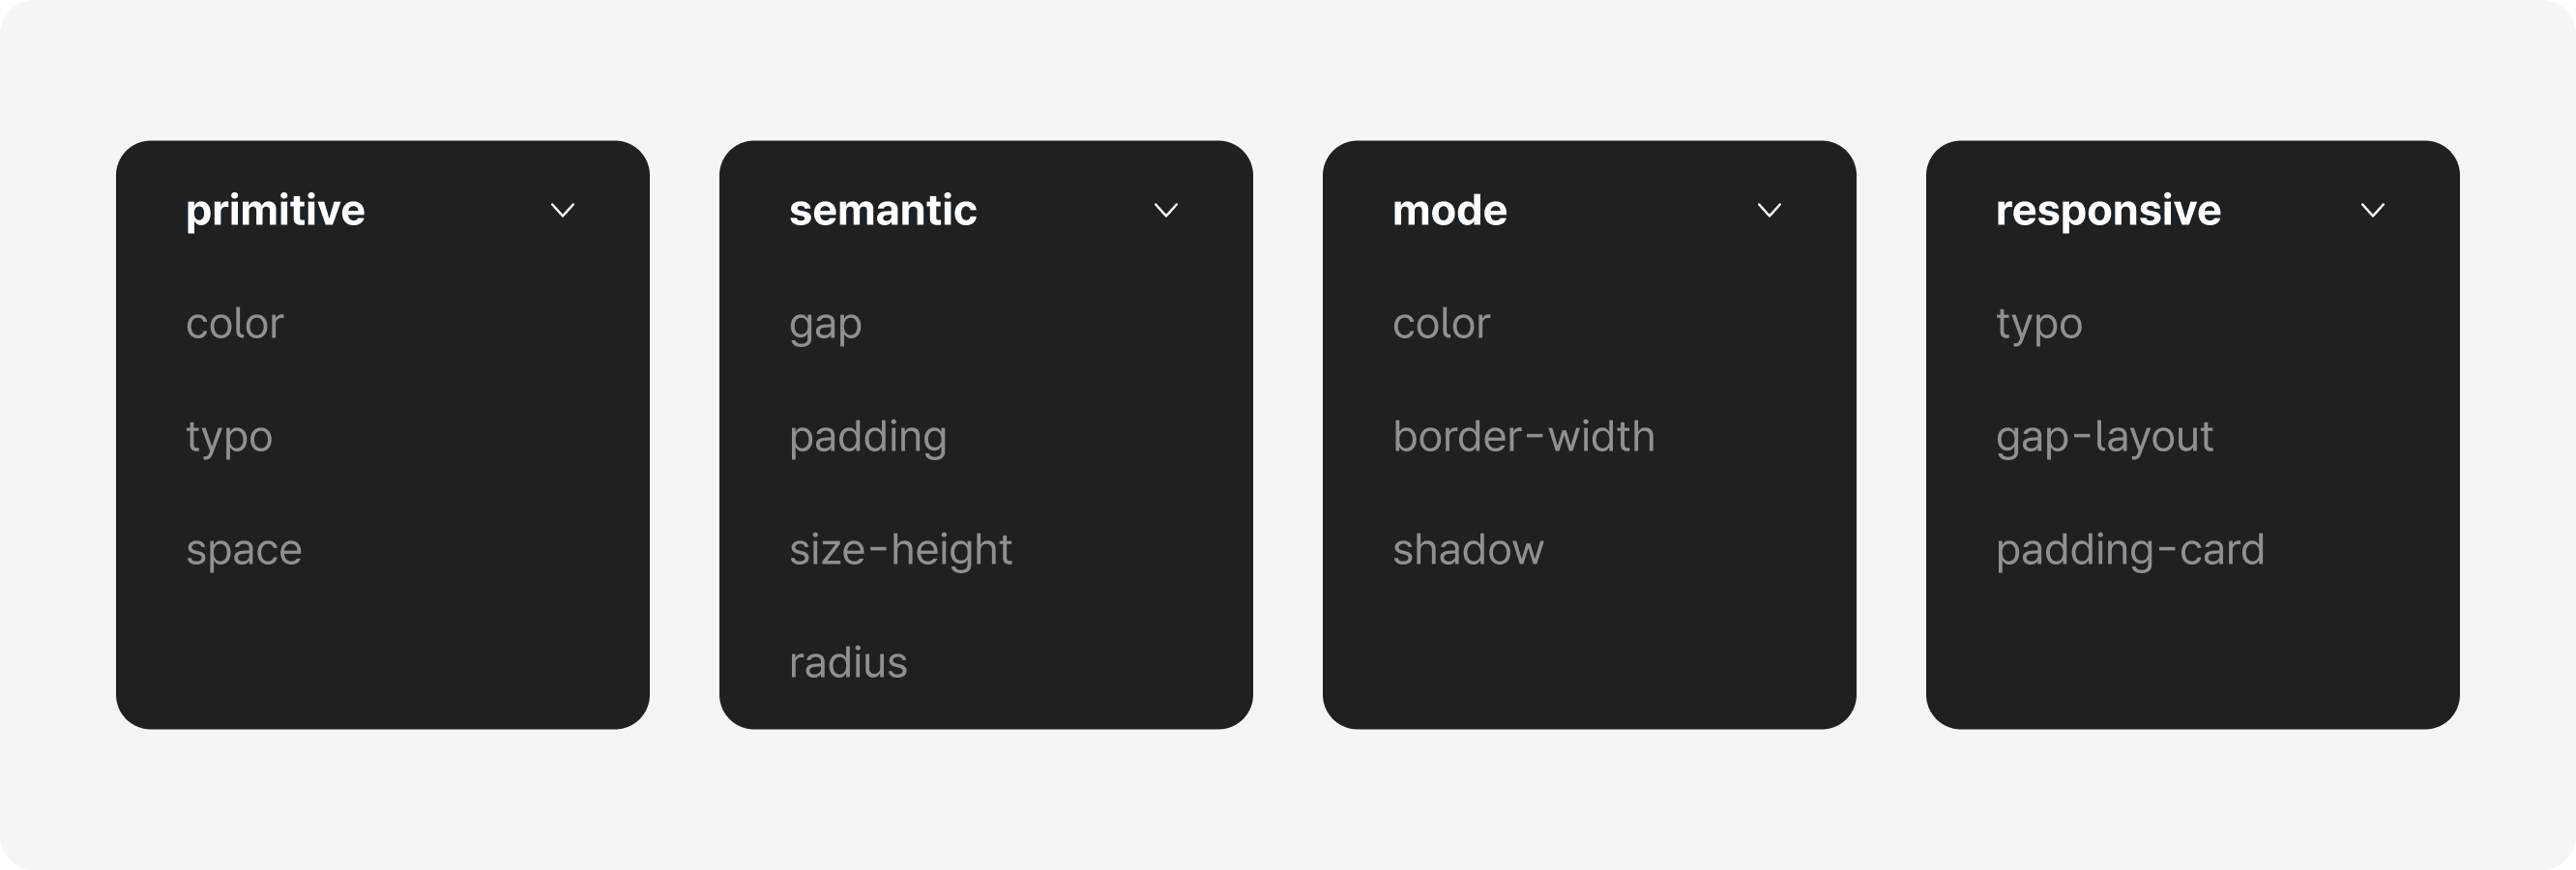 primitive
color
typo
space
semantic
gap
padding
size-height
radius
mode
color
border-width
shadow
responsive
typo
gap-layout
padding-card